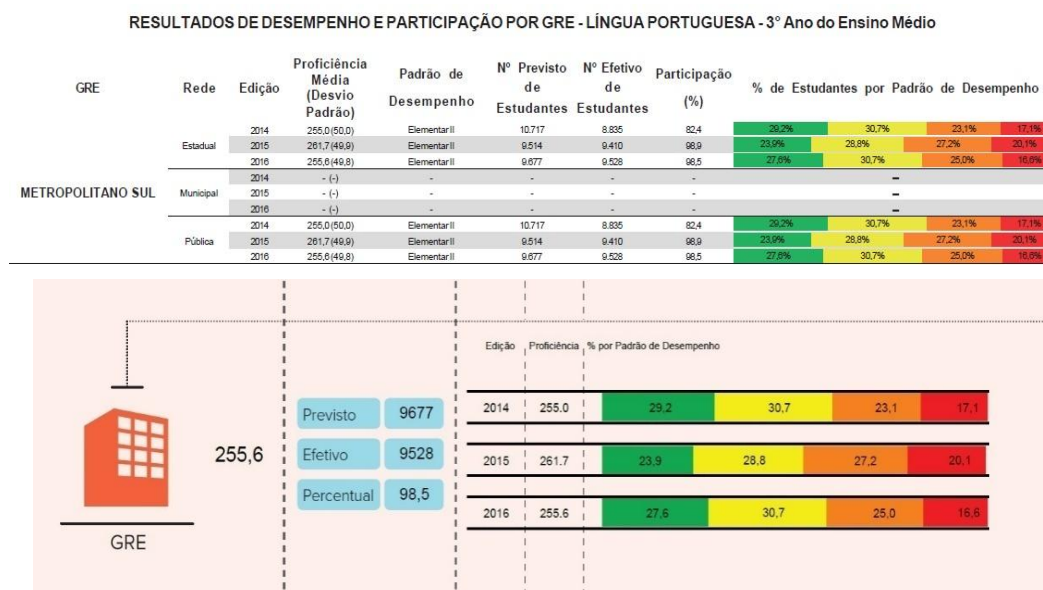 RESULTADOS DE DESEMPENHO E PARTICIPAÇÃO POR GRE - LÍNGUA PORTUGUESA - 3° Ano do Ensino Médio
GRE Rede Edição Proficiência Média (Desvio Padrão) Padrão de Desempenho Nº Previsto de Estudantes Nº Efetivo de Estudantes Participação (%) % de Estudantes por Padrão de Desempenho
METROPOLITANO SUL
Estadual
2014 255,0(50,0) Elementar II 10.717 8.835 82,4 29,2% 30,7% 23,1% 17,1%
2015 261,7 (49,9) Elementar II 9.514 9.410 98,9 23,9% 28,8% 27,2% 20,1%
2016 255,6(49,8) Elementar II 9.677 9.528 98,5 27,6% 30,7% 25,0% 16,6%
Municipal
2014 - (-) - - - - -
2015 - (-) - - - - -
2016 - (-) - - - - -
Pública
2014 255,0(50,0) Elementar II 10.717 8.835 82,4 29,2% 30,7% 23,1% 17,1%
2015 261,7 (49,9) Elementar II 9.514 9.410 98,9 23,9% 28,8% 27,2% 20,1%
2016 255,6(49,8) Elementar II 9.677 9.528 98,5 27,6% 30,7% 25,0% 16,6%
GRE
255,6
Previsto 9677
Efetivo 9528
Percentual 98,5
Edição Proficiência % por Padrão de Desempenho
2014 255.0 29,2 30,7 23,1 17,1
2015 261.7 23,9 28,8 27,2 20,1
2016 255.6 27,6 30,7 25,0 16,6